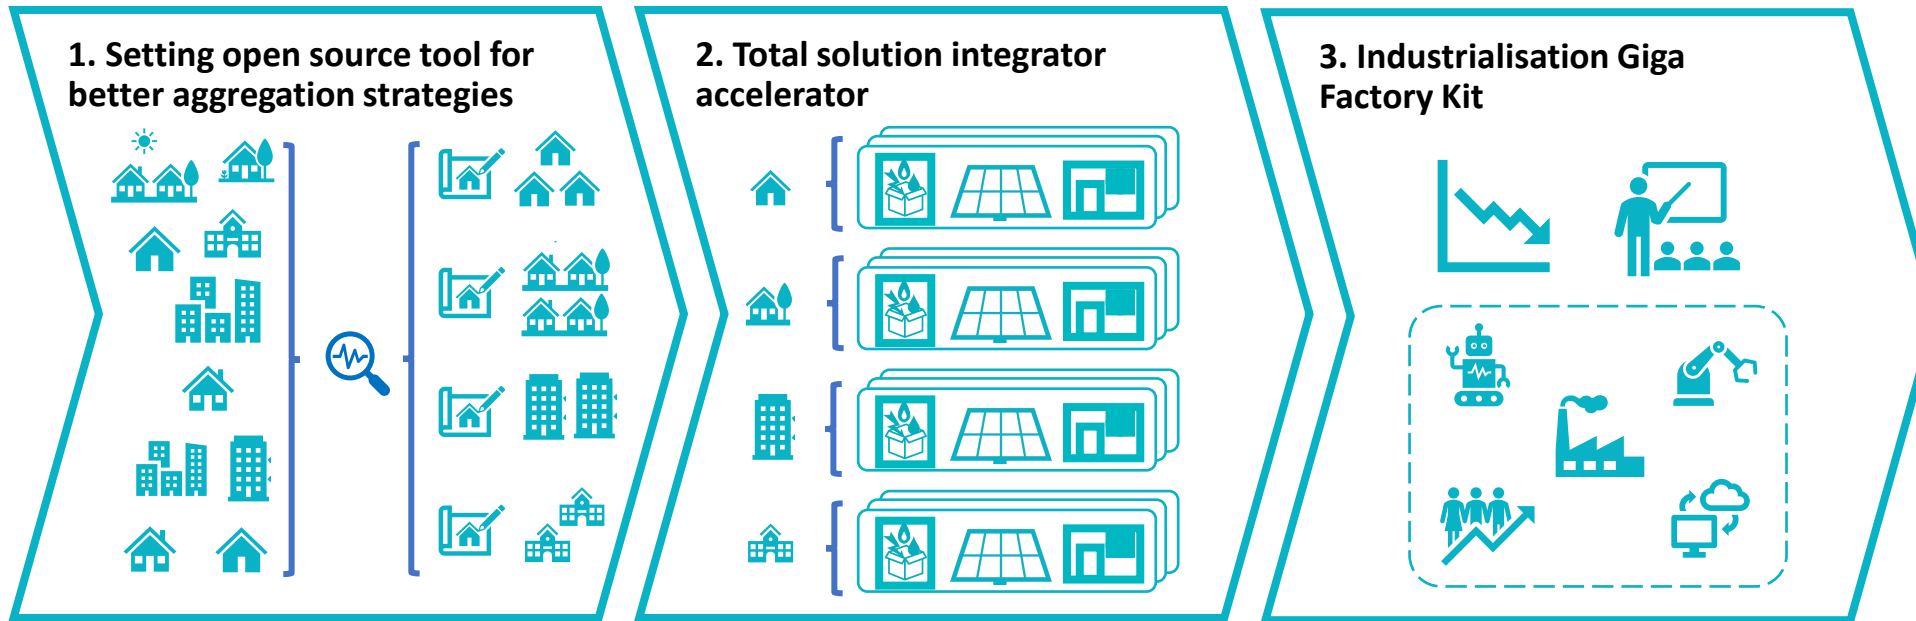 1. Setting open source tool for
better aggregation strategies
2. Total solution integrator
accelerator
3. Industrialisation Giga
Factory Kit